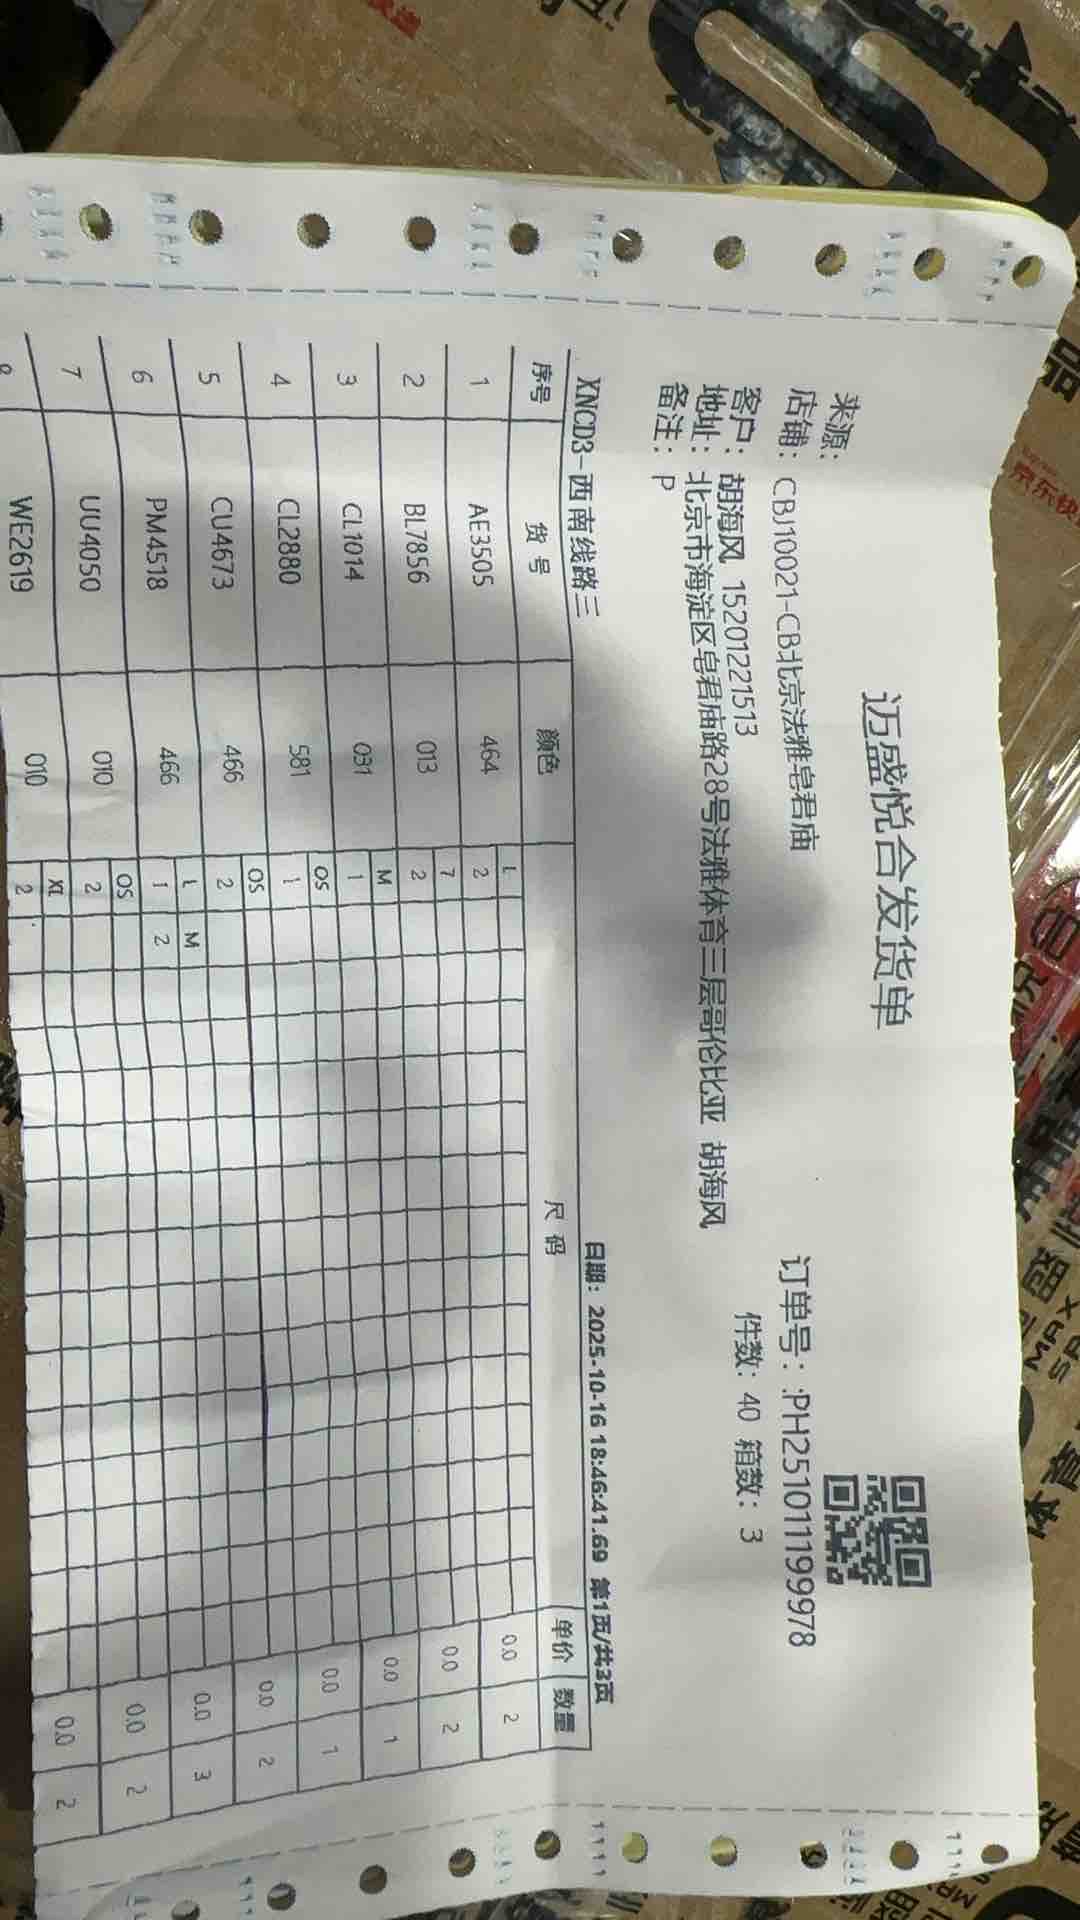 迈盛悦合发货单
来源:
店铺: CBJ10021-CB北京法雅皂君庙
订单号: :PH251011199978
客户: 胡海风 15201221513
件数: 40 箱数: 3
地址: 北京市海淀区皂君庙路28号法雅体育三层哥伦比亚 胡海风
备注: P
XNCD3-西南线路三
日期: 2025-10-16 18:46:41.69 第1页/共3页
序号 货号 颜色 尺码 单价 数量
1 AE3505 464 L 0.0 2
2
2 BL7856 013 7 0.0 2
2
3 CL1014 031 M 0.0 1
1
4 CL2880 581 OS 0.0 1
1
5 CU4673 466 OS 0.0 2
2
6 PM4518 466 L M 0.0 3
1 2
7 UU4050 010 OS 0.0 2
2
WE2619 010 XL 0.0 2
2
京东快